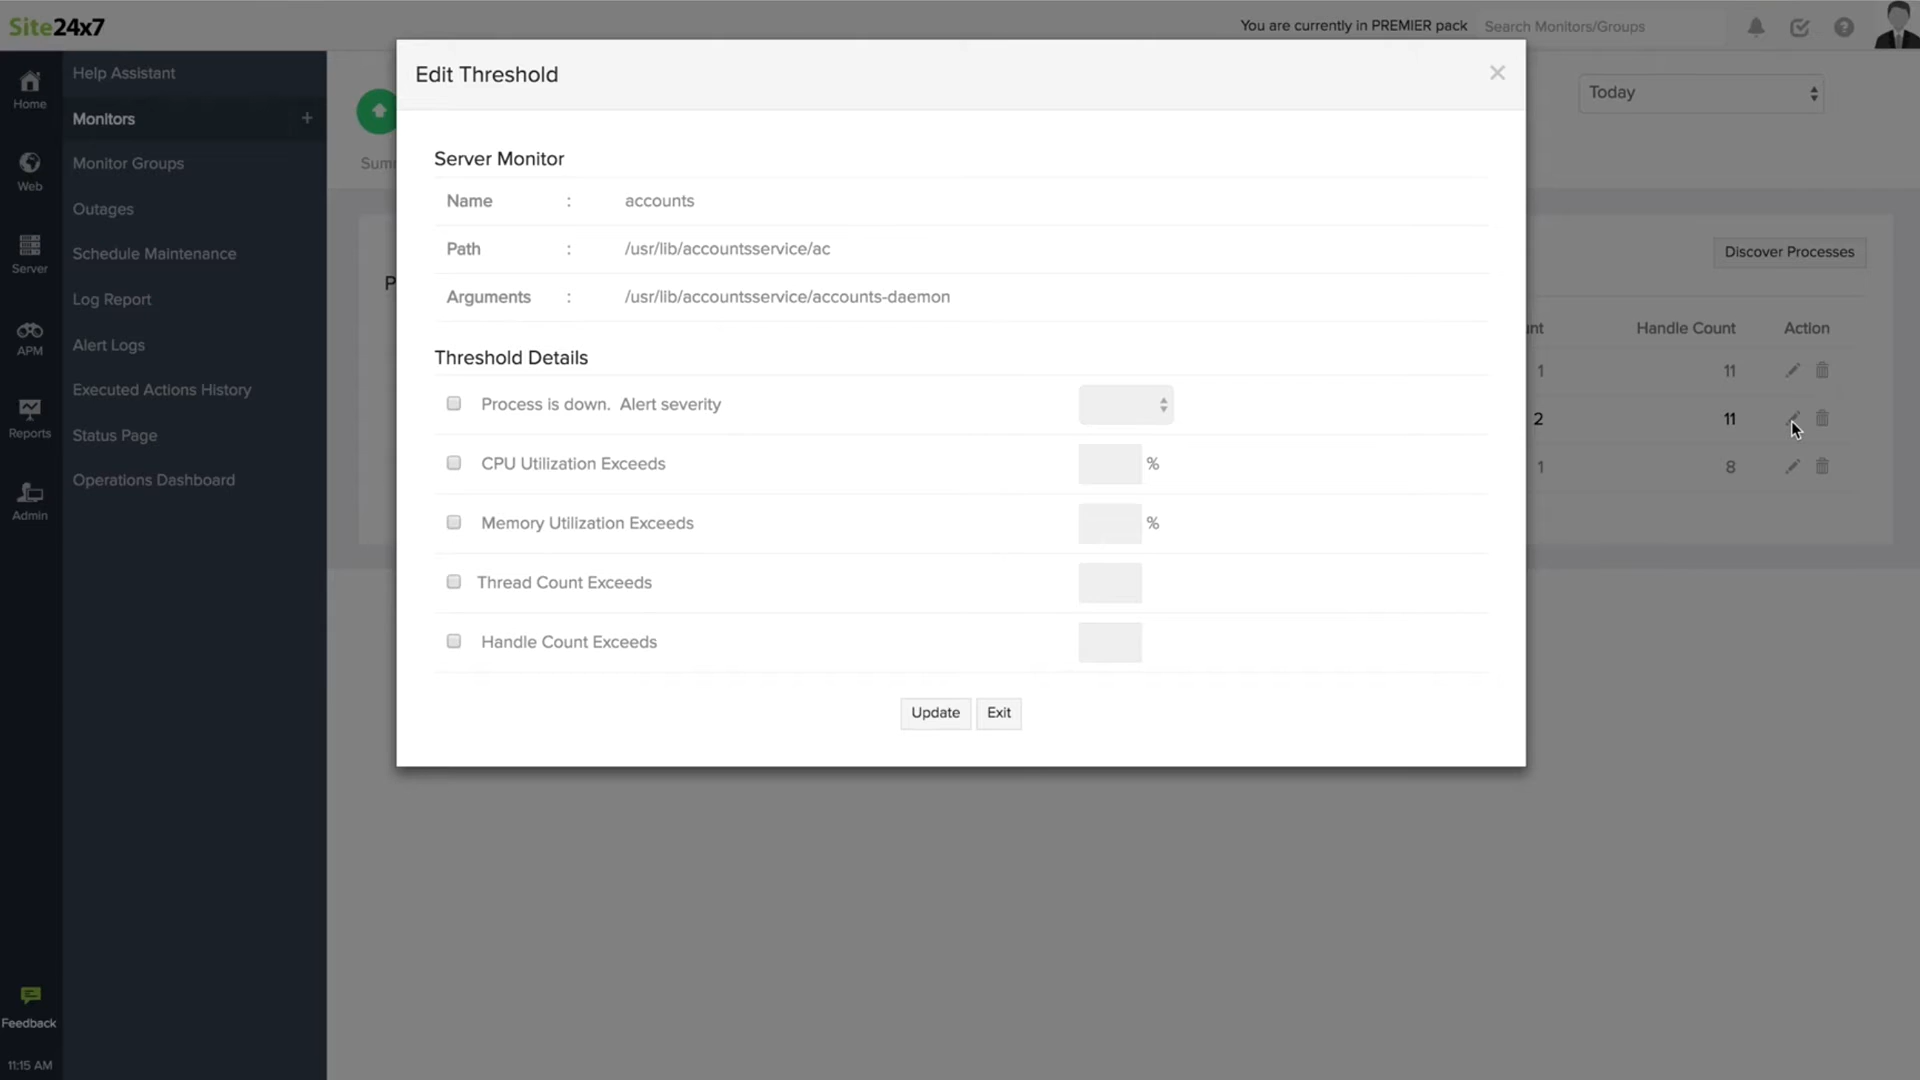 Site24x7
You are currently in PREMIER pack
Search Monitors/Groups
Home
Web
Server
APM
Reports
Admin
Feedback
11:15 AM
Help Assistant
Monitors +
Monitor Groups
Outages
Schedule Maintenance
Log Report
Alert Logs
Executed Actions History
Status Page
Operations Dashboard
Today
Discover Processes
Handle Count Action
1 11
2 11
1 8
Edit Threshold
Server Monitor
Name : accounts
Path : /usr/lib/accountsservice/ac
Arguments : /usr/lib/accountsservice/accounts-daemon
Threshold Details
Process is down. Alert severity
CPU Utilization Exceeds %
Memory Utilization Exceeds %
Thread Count Exceeds
Handle Count Exceeds
Update Exit